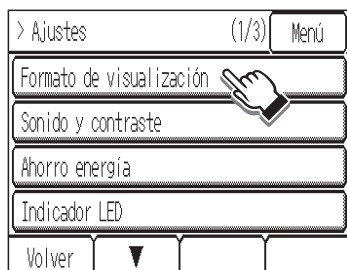 > Ajustes (1/3) Menú
Formato de visualización
Sonido y contraste
Ahorro energía
Indicador LED
Volver ▼